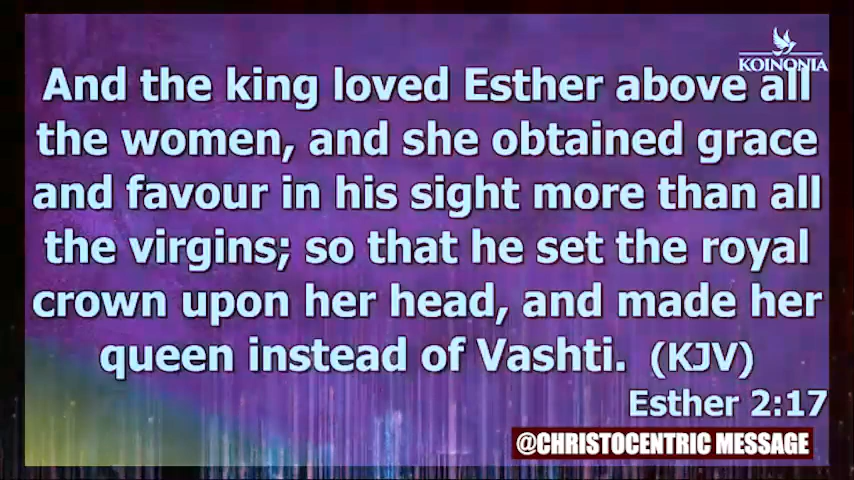 KOINONIA
And the king loved Esther above all
the women, and she obtained grace
and favour in his sight more than all
the virgins; so that he set the royal
crown upon her head, and made her
queen instead of Vashti. (KJV)
Esther 2:17
@CHRISTOCENTRIC MESSAGE